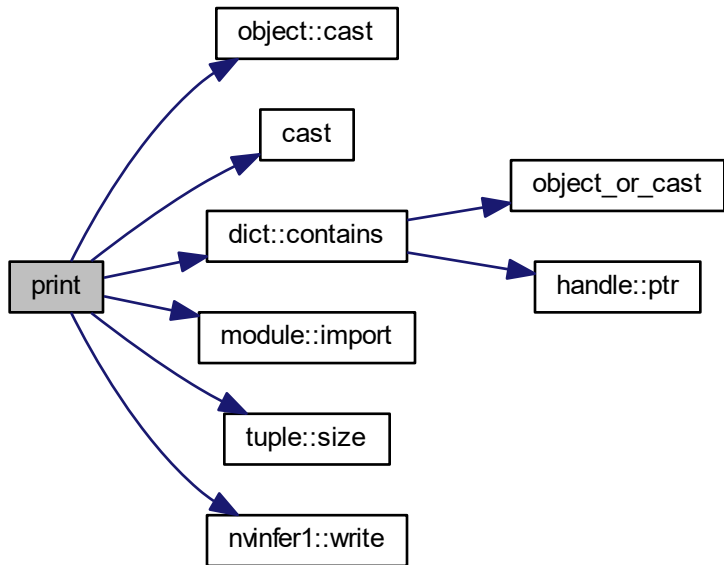 object::cast
cast
object_or_cast
dict::contains
print
handle::ptr
module::import
tuple::size
nvinfer1::write